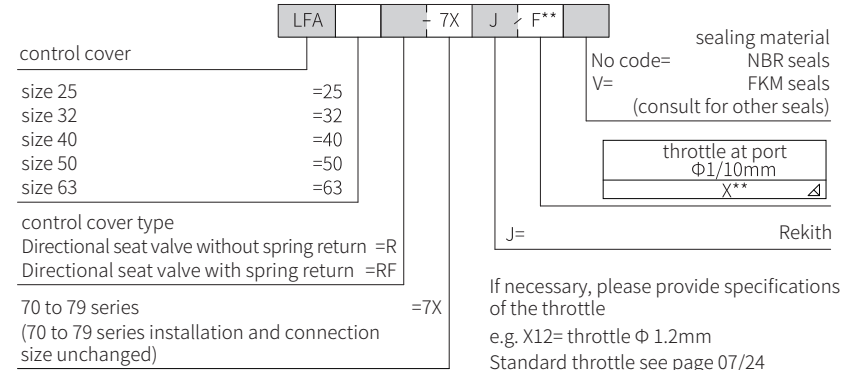 LFA - 7X J / F**
control cover
size 25 =25
size 32 =32
size 40 =40
size 50 =50
size 63 =63
control cover type
Directional seat valve without spring return =R
Directional seat valve with spring return =RF
70 to 79 series =7X
(70 to 79 series installation and connection
size unchanged)
sealing material
No code= NBR seals
V= FKM seals
(consult for other seals)
throttle at port
Φ1/10mm
X**
J= Rekith
If necessary, please provide specifications
of the throttle
e.g. X12= throttle Φ 1.2mm
Standard throttle see page 07/24